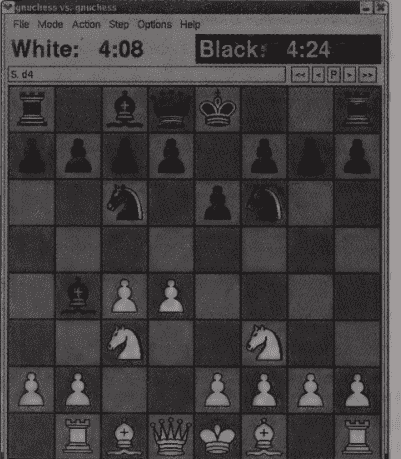 gnuchess vs. gnuchess
File Mode Action Step Options Help
White: 4:08 Black: 4:24
5. d4
<< < P > >>